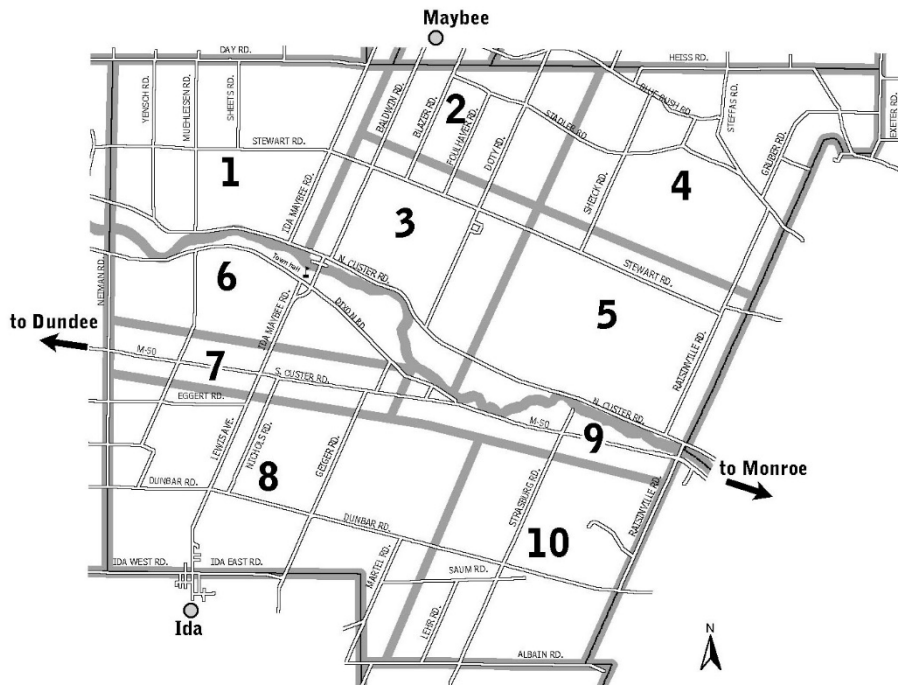 Maybee
DAY RD.
HEISS RD.
YENSCH RD.
MUEHLEISEN RD.
SHEETS RD.
BALDWIN RD.
BLAZER RD.
2
FOULHAVER RD.
DOTY RD.
STADLER RD.
BLUE BUSH RD.
STEFFAS RD.
GRUBER RD.
EXETER RD.
STEWART RD.
1
IDA MAYBEE RD.
3
SHEICK RD.
4
N. CUSTER RD.
Town Hall
STEWART RD.
NEIMAN RD.
6
IDA MAYBEE RD.
DIXON RD.
5
RAISINVILLE RD.
to Dundee
M-50
7
S. CUSTER RD.
EGGERT RD.
N. CUSTER RD.
M-50
9
to Monroe
LEWIS AVE.
NICHOLS RD.
GEIGER RD.
8
DUNBAR RD.
STRASBURG RD.
RAISINVILLE RD.
DUNBAR RD.
10
IDA WEST RD.
IDA EAST RD.
MARTEL RD.
SAUM RD.
Ida
LEHR RD.
N
ALBAIN RD.